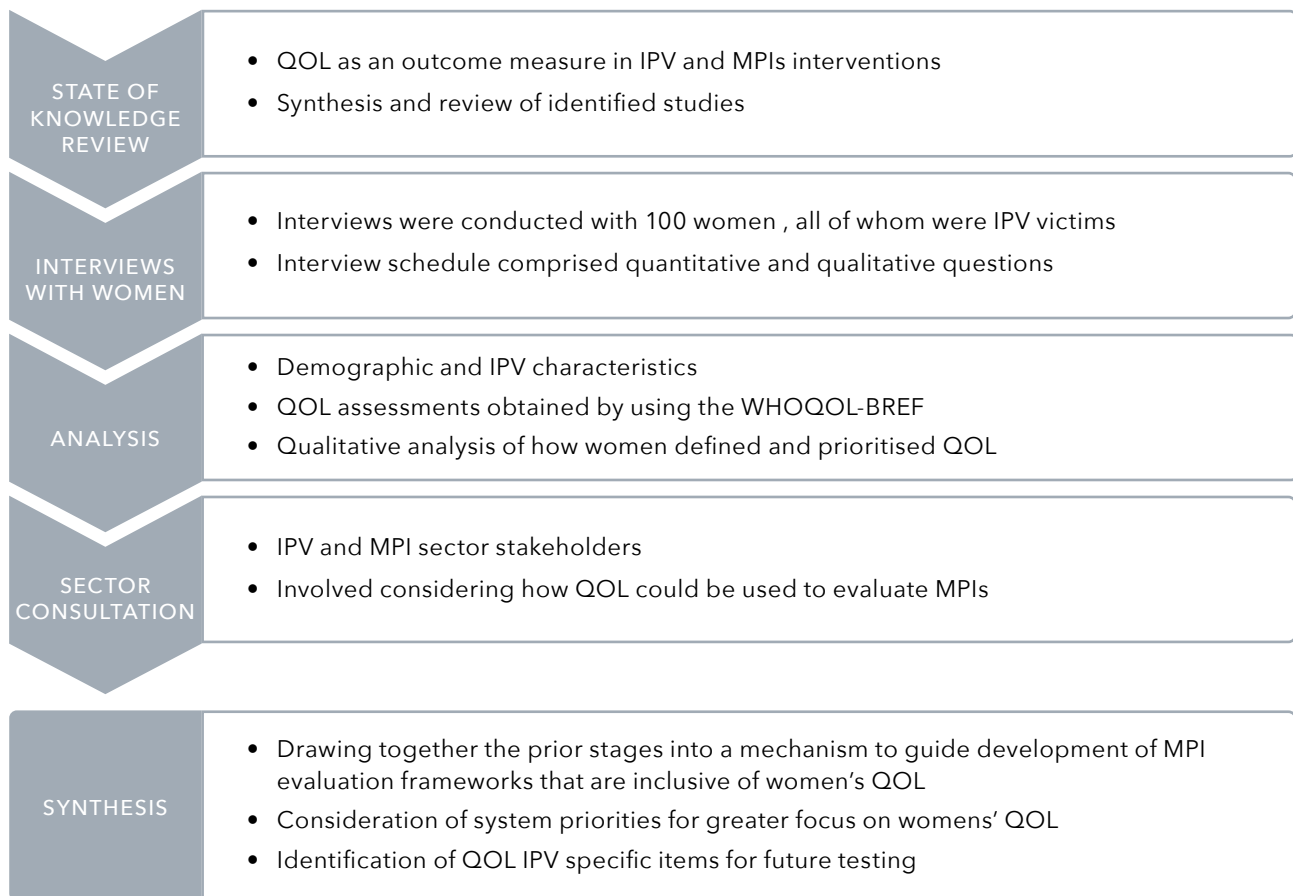 STATE OF
KNOWLEDGE
REVIEW
• QOL as an outcome measure in IPV and MPIs interventions
• Synthesis and review of identified studies
INTERVIEWS
WITH WOMEN
• Interviews were conducted with 100 women , all of whom were IPV victims
• Interview schedule comprised quantitative and qualitative questions
ANALYSIS
• Demographic and IPV characteristics
• QOL assessments obtained by using the WHOQOL-BREF
• Qualitative analysis of how women defined and prioritised QOL
SECTOR
CONSULTATION
• IPV and MPI sector stakeholders
• Involved considering how QOL could be used to evaluate MPIs
SYNTHESIS
• Drawing together the prior stages into a mechanism to guide development of MPI
evaluation frameworks that are inclusive of women’s QOL
• Consideration of system priorities for greater focus on womens’ QOL
• Identification of QOL IPV specific items for future testing